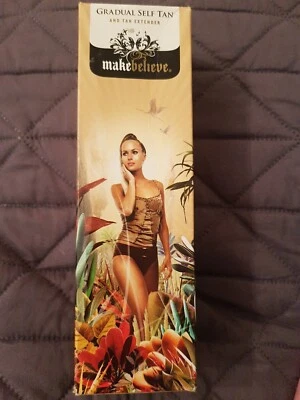 GRADUAL SELF TAN
AND TAN EXTENDER
makebelieve.